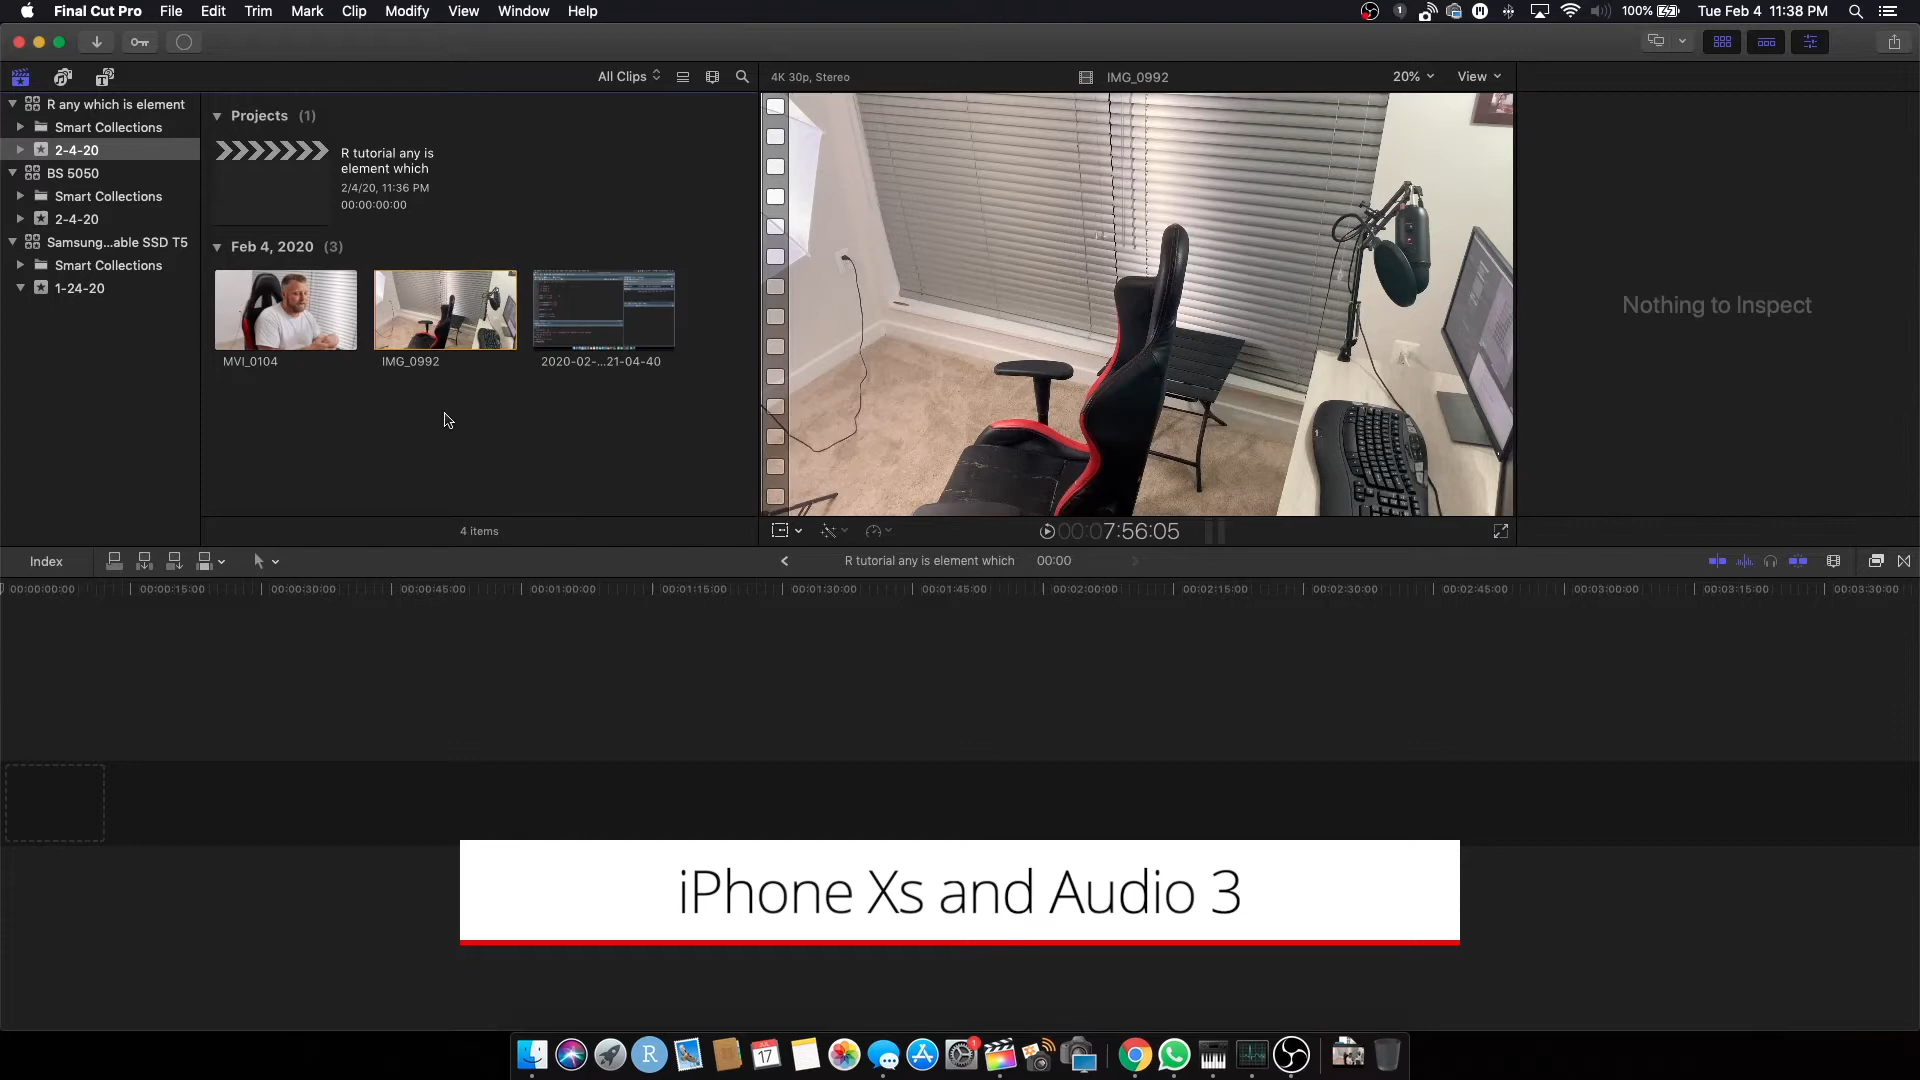 Final Cut Pro File Edit Trim Mark Clip Modify View Window Help 1 100% Tue Feb 4 11:38 PM
All Clips 4K 30p, Stereo IMG_0992 20% View
R any which is element
Smart Collections
2-4-20
BS 5050
Smart Collections
2-4-20
Samsung...able SSD T5
Smart Collections
1-24-20
Projects (1)
R tutorial any is
element which
2/4/20, 11:36 PM
00:00:00:00
Feb 4, 2020 (3)
MVI_0104 IMG_0992 2020-02-...21-04-40
4 items
00:07:56:05
Nothing to Inspect
Index R tutorial any is element which 00:00
00:00:00:00 00:00:15:00 00:00:30:00 00:00:45:00 00:01:00:00 00:01:15:00 00:01:30:00 00:01:45:00 00:02:00:00 00:02:15:00 00:02:30:00 00:02:45:00 00:03:00:00 00:03:15:00 00:03:30:00
iPhone Xs and Audio 3
R 17 1